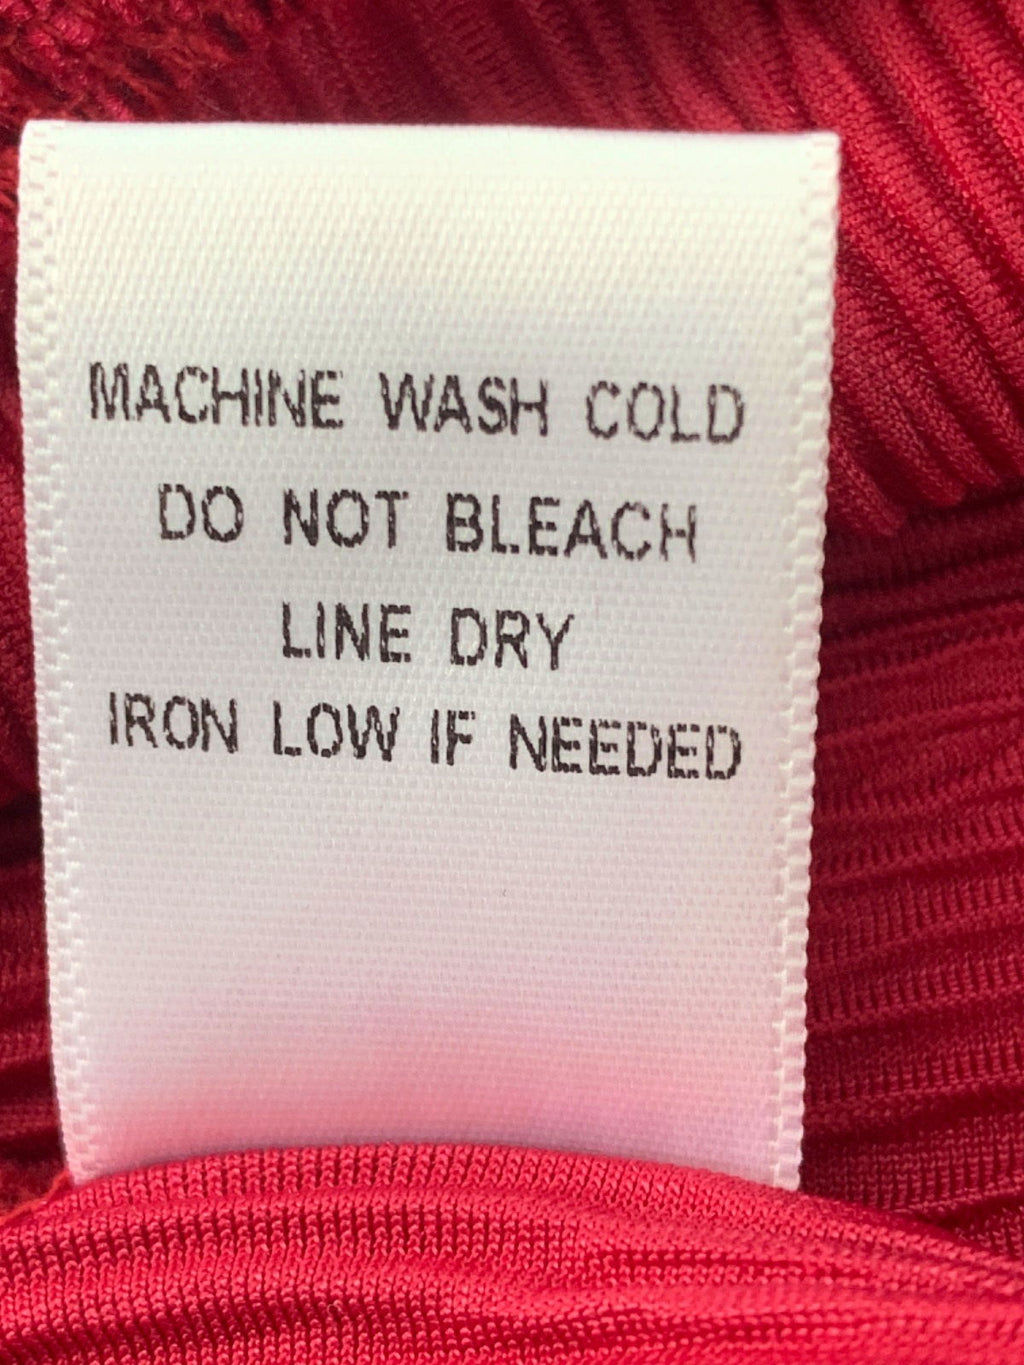 MACHINE WASH COLD
DO NOT BLEACH
LINE DRY
IRON LOW IF NEEDED